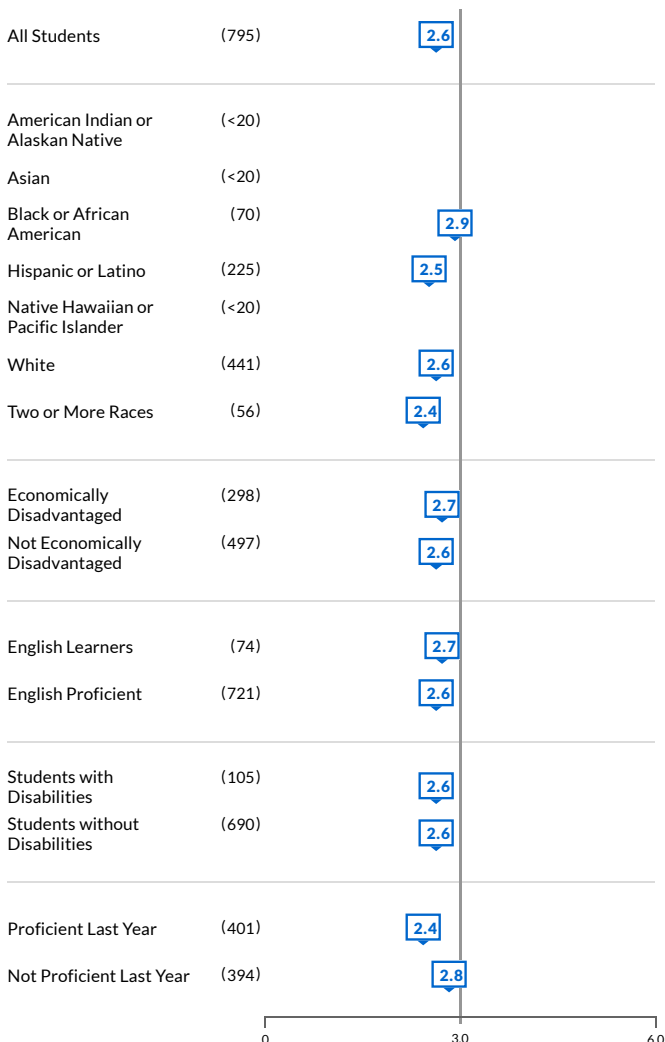 All Students (795) 2.6
American Indian or (<20)
Alaskan Native
Asian (<20)
Black or African (70) 2.9
American
Hispanic or Latino (225) 2.5
Native Hawaiian or (<20)
Pacific Islander
White (441) 2.6
Two or More Races (56) 2.4
Economically (298) 2.7
Disadvantaged
Not Economically (497) 2.6
Disadvantaged
English Learners (74) 2.7
English Proficient (721) 2.6
Students with (105) 2.6
Disabilities
Students without (690) 2.6
Disabilities
Proficient Last Year (401) 2.4
Not Proficient Last Year (394) 2.8
0 3.0 6.0